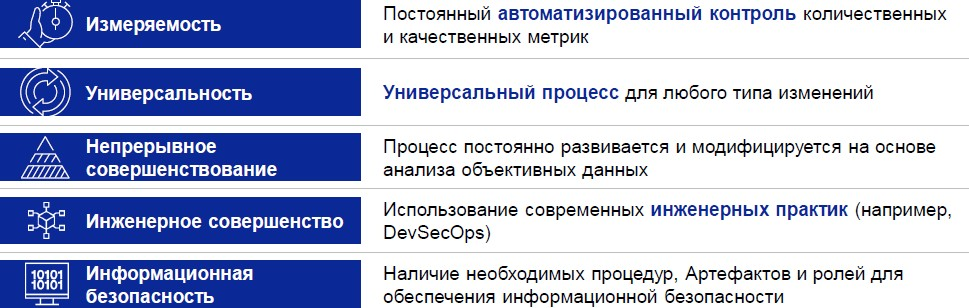 Измеряемость
Постоянный автоматизированный контроль количественных
и качественных метрик
Универсальность
Универсальный процесс для любого типа изменений
Непрерывное
совершенствование
Процесс постоянно развивается и модифицируется на основе
анализа объективных данных
Инженерное совершенство
Использование современных инженерных практик (например,
DevSecOps)
10101
10101
Информационная
безопасность
Наличие необходимых процедур, Артефактов и ролей для
обеспечения информационной безопасности